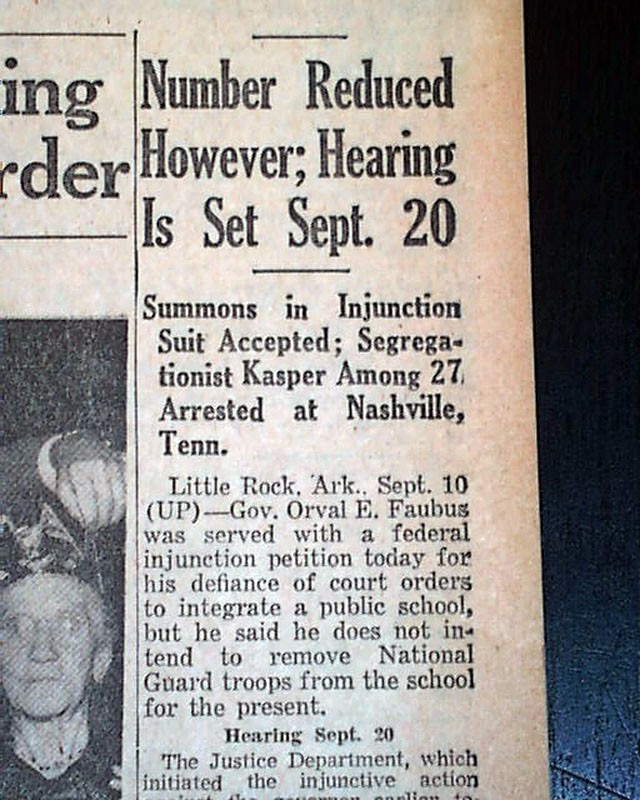 ing
rder
Number Reduced
However; Hearing
Is Set Sept. 20
Summons in Injunction
Suit Accepted; Segrega-
tionist Kasper Among 27
Arrested at Nashville,
Tenn.
Little Rock, Ark., Sept. 10
(UP)—Gov. Orval E. Faubus
was served with a federal
injunction petition today for
his defiance of court orders
to integrate a public school,
but he said he does not in-
tend to remove National
Guard troops from the school
for the present.
Hearing Sept. 20
The Justice Department, which
initiated the injunctive action
the governor earlier